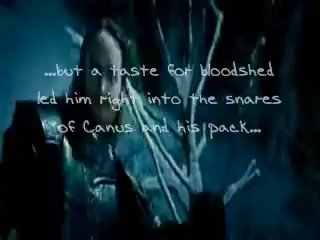 ...but a taste for bloodshed
led him right into the snares
of Canus and his pack...